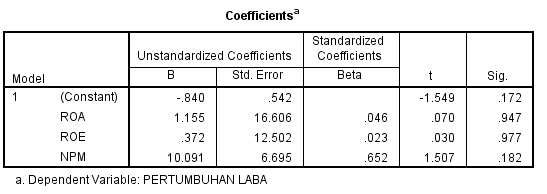 Coefficientsa
Model Unstandardized Coefficients Standardized Coefficients t Sig.
B Std. Error Beta
1 (Constant) -.840 .542 -1.549 .172
ROA 1.155 16.606 .046 .070 .947
ROE .372 12.502 .023 .030 .977
NPM 10.091 6.695 .652 1.507 .182
a. Dependent Variable: PERTUMBUHAN LABA